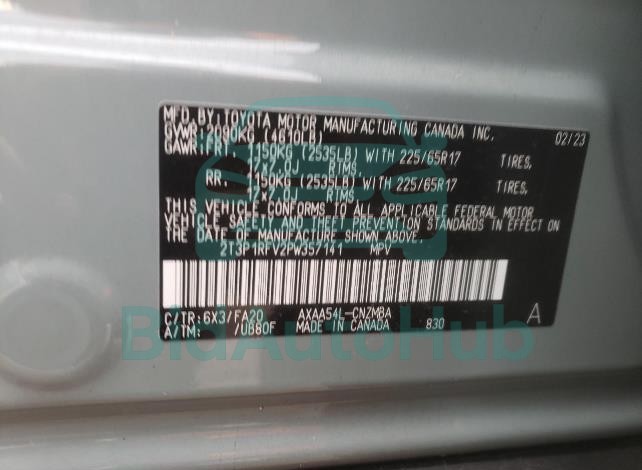 MFD. BY: TOYOTA MOTOR MANUFACTURING CANADA INC.
02/23
GVWR: 2090KG (4610LB)
GAWR: FRT. 1150KG (2535LB) WITH 225/65R17 TIRES,
17x7.0J RIMS,
RR. 1150KG (2535LB) WITH 225/65R17 TIRES,
17x7.0J RIMS,
THIS VEHICLE CONFORMS TO ALL APPLICABLE FEDERAL MOTOR
VEHICLE SAFETY AND THEFT PREVENTION STANDARDS IN EFFECT ON
THE DATE OF MANUFACTURE SHOWN ABOVE.
2T3P1RFV2PW357141 MPV
C/TR: 6X3/FA20 AXAA54L-CNZMBA A
A/TM: /U880F MADE IN CANADA 830
BidAutoHub